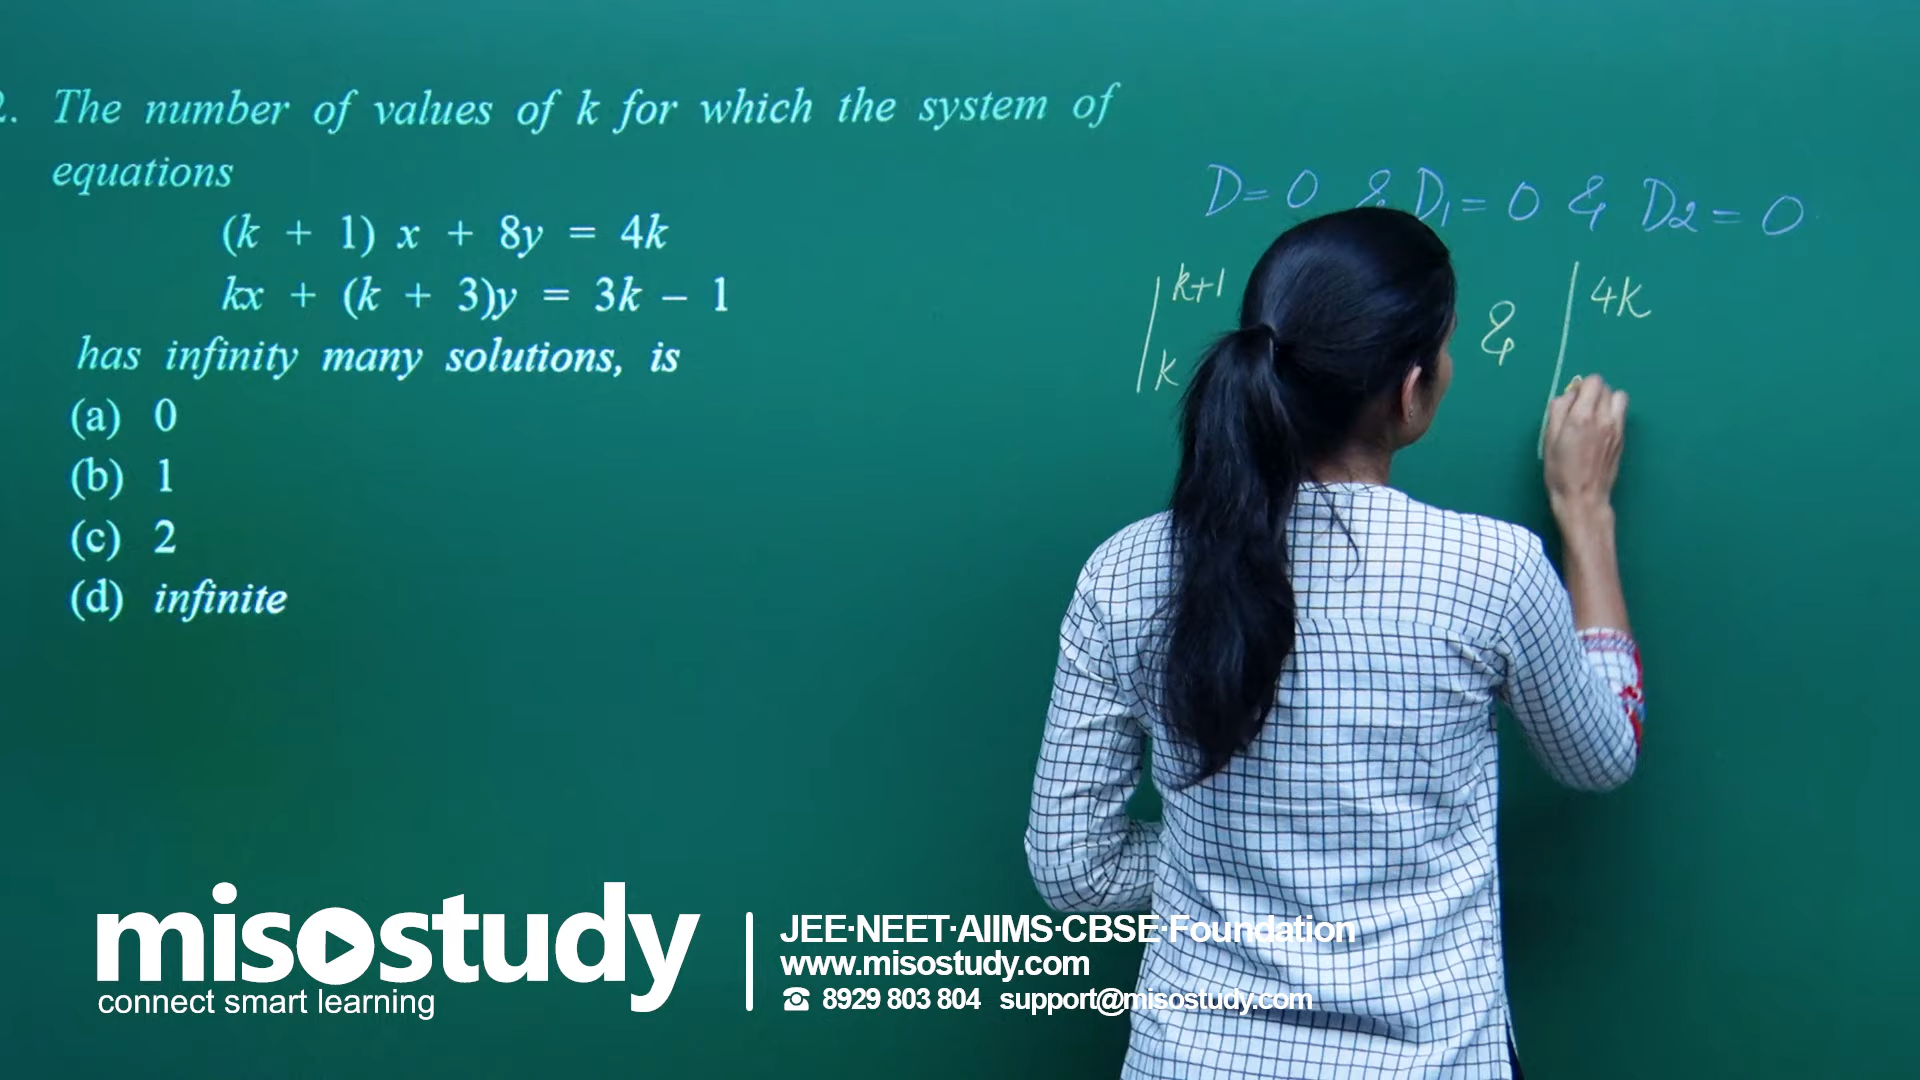 2. The number of values of k for which the system of
equations
(k + 1) x + 8y = 4k
kx + (k + 3)y = 3k – 1
has infinity many solutions, is
(a) 0
(b) 1
(c) 2
(d) infinite
D = 0 & D₁ = 0 & D2 = 0
k+1
k
& | 4k
misostudy
connect smart learning
JEE·NEET·AIIMS·CBSE·Foundation
www.misostudy.com
☎ 8929 803 804 support@misostudy.com